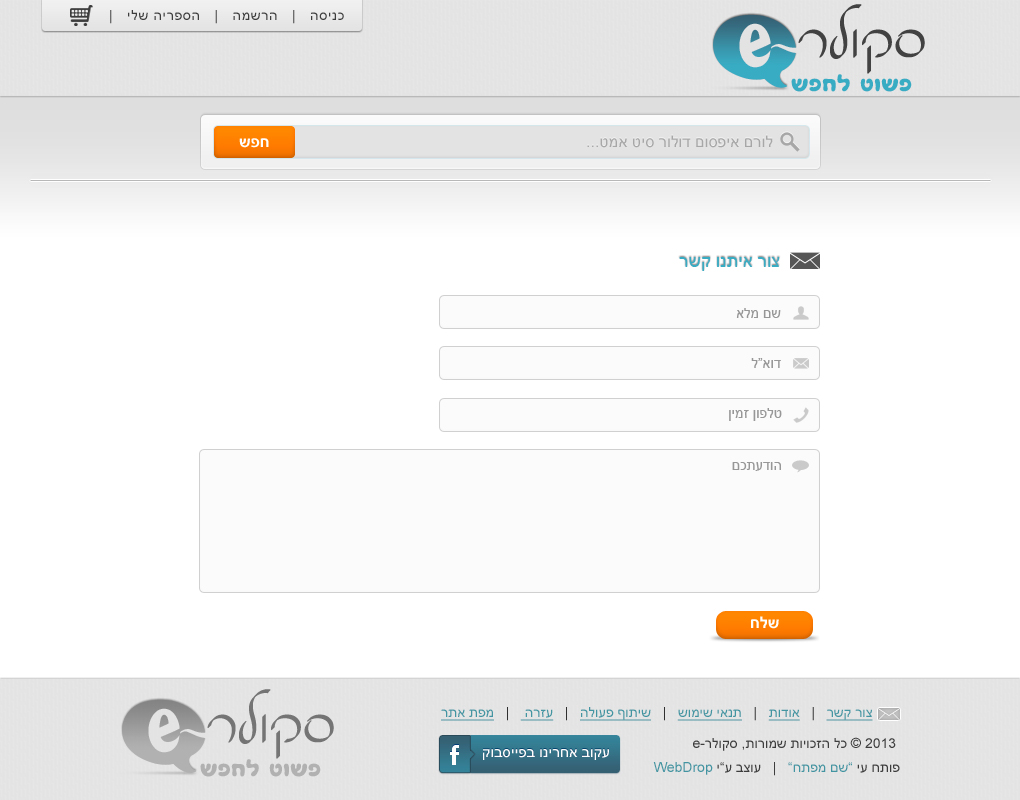 כניסה | הרשמה | הספריה שלי |
סקולר-e
פשוט לחפש
לורם איפסום דולור סיט אמט...
חפש
צור איתנו קשר
שם מלא
דוא"ל
טלפון זמין
הודעתכם
שלח
צור קשר | אודות | תנאי שימוש | שיתוף פעולה | עזרה | מפת אתר
2013 © כל הזכויות שמורות, סקולר-e
עקוב אחרינו בפייסבוק
פותח עי "שם מפתח" | עוצב ע"י WebDrop
סקולר-e
פשוט לחפש